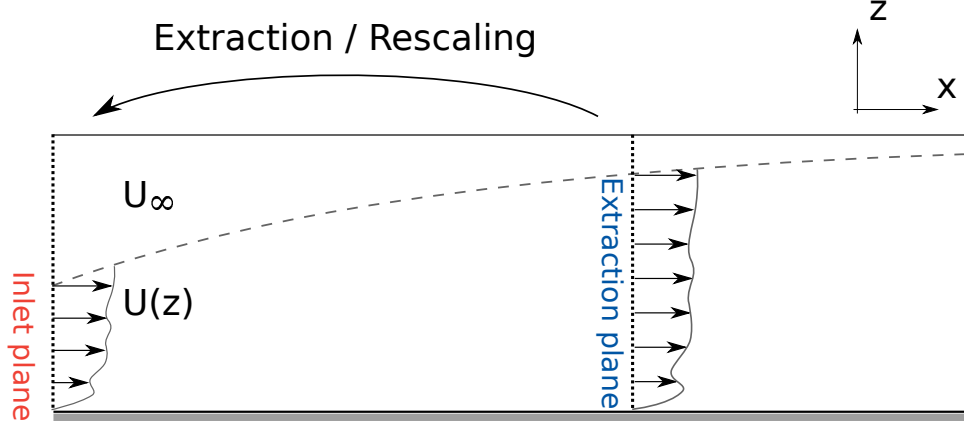 z
Extraction / Rescaling
x
U∞
Extraction plane
Inlet plane
U(z)